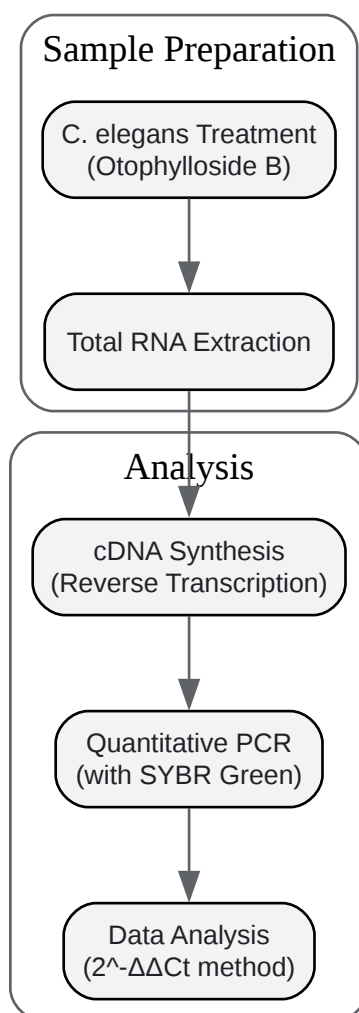 Sample Preparation
C. elegans Treatment
(Otophylloside B)
Total RNA Extraction
Analysis
cDNA Synthesis
(Reverse Transcription)
Quantitative PCR
(with SYBR Green)
Data Analysis
(2^-ΔΔCt method)